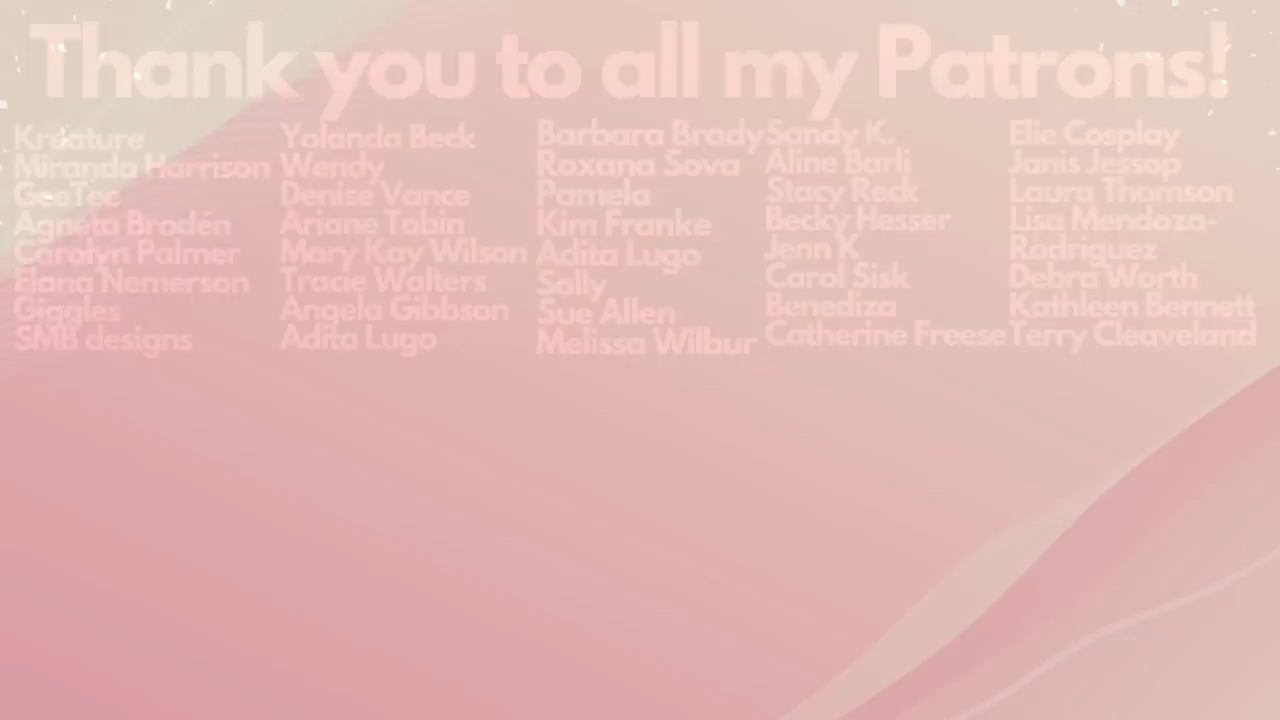 Thank you to all my Patrons!
Kreature
Miranda Harrison
GeeTee
Agneta Brodén
Carolyn Palmer
Elana Nemerson
Giggles
SMB designs
Yolanda Beck
Wendy
Denise Vance
Ariane Tobin
Mary Kay Wilson
Tracie Walters
Angela Gibbson
Adita Lugo
Barbara Brady
Roxana Sova
Pamela
Kim Franke
Adita Lugo
Sally
Sue Allen
Melissa Wilbur
Sandy K.
Aline Barli
Stacy Reck
Becky Hesser
Jenn K
Carol Sisk
Benediza
Catherine Freese
Elie Cosplay
Janis Jessop
Laura Thomson
Lisa Mendoza-
Rodriguez
Debra Worth
Kathleen Bennett
Terry Cleaveland